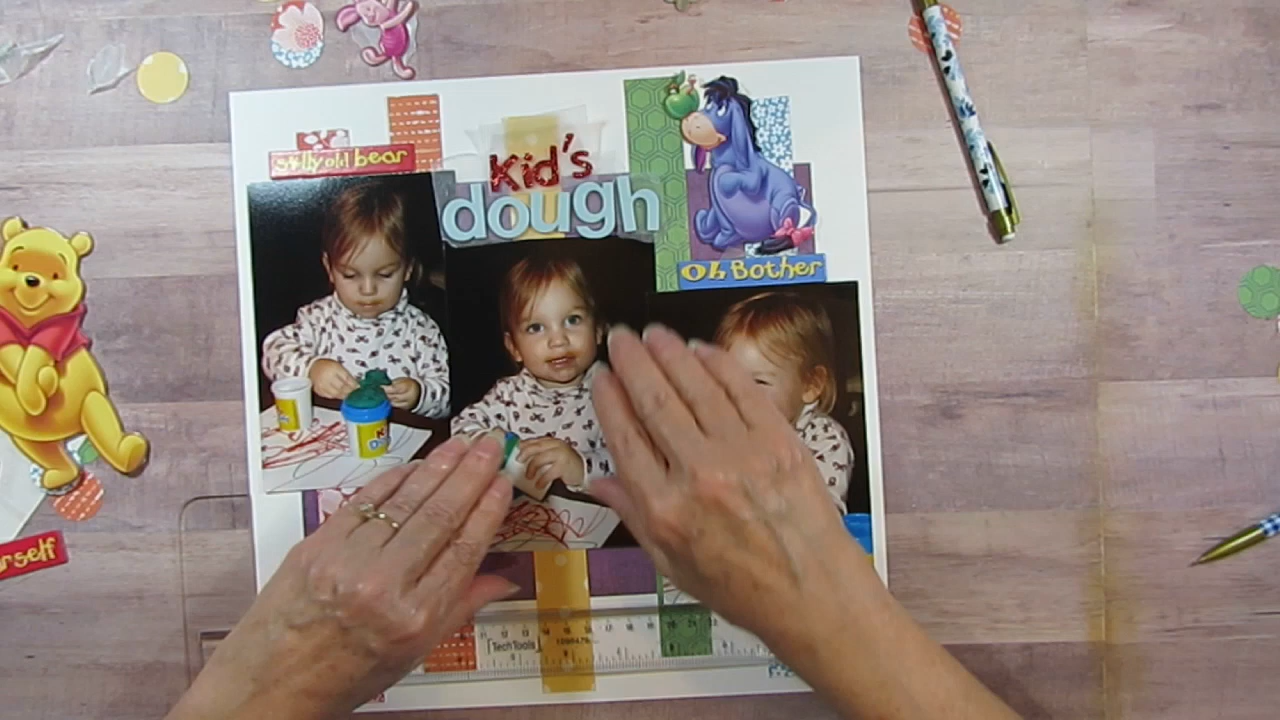 Silly old bear
Kid's
dough
Oh Bother
rself
TechTools